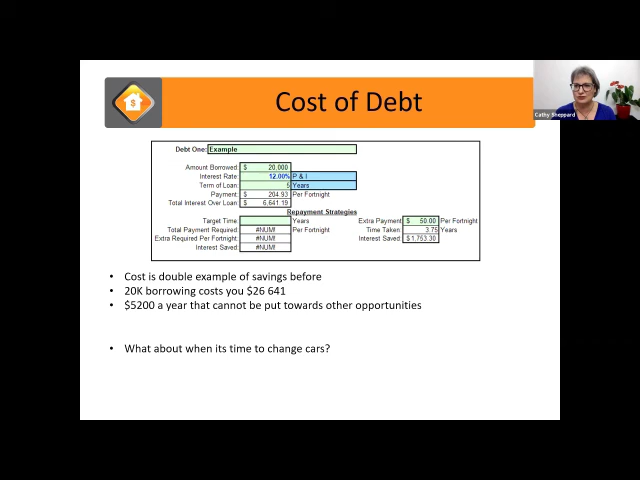 Cost of Debt
Cathy Sheppard
Debt One: Example
Amount Borrowed: $ 20,000
Interest Rate: 12.00% P & I
Term of Loan: 5 Years
Payment: $ 204.93 Per Fortnight
Total Interest Over Loan: $ 6,641.19
Repayment Strategies
Target Time: Years Extra Payment: $ 50.00 Per Fortnight
Total Payment Required: #NUM! Per Fortnight Time Taken: 3.75 Years
Extra Required Per Fortnight: #NUM! Interest Saved: $ 1,753.30
Interest Saved: #NUM!
• Cost is double example of savings before
• 20K borrowing costs you $26 641
• $5200 a year that cannot be put towards other opportunities
• What about when its time to change cars?